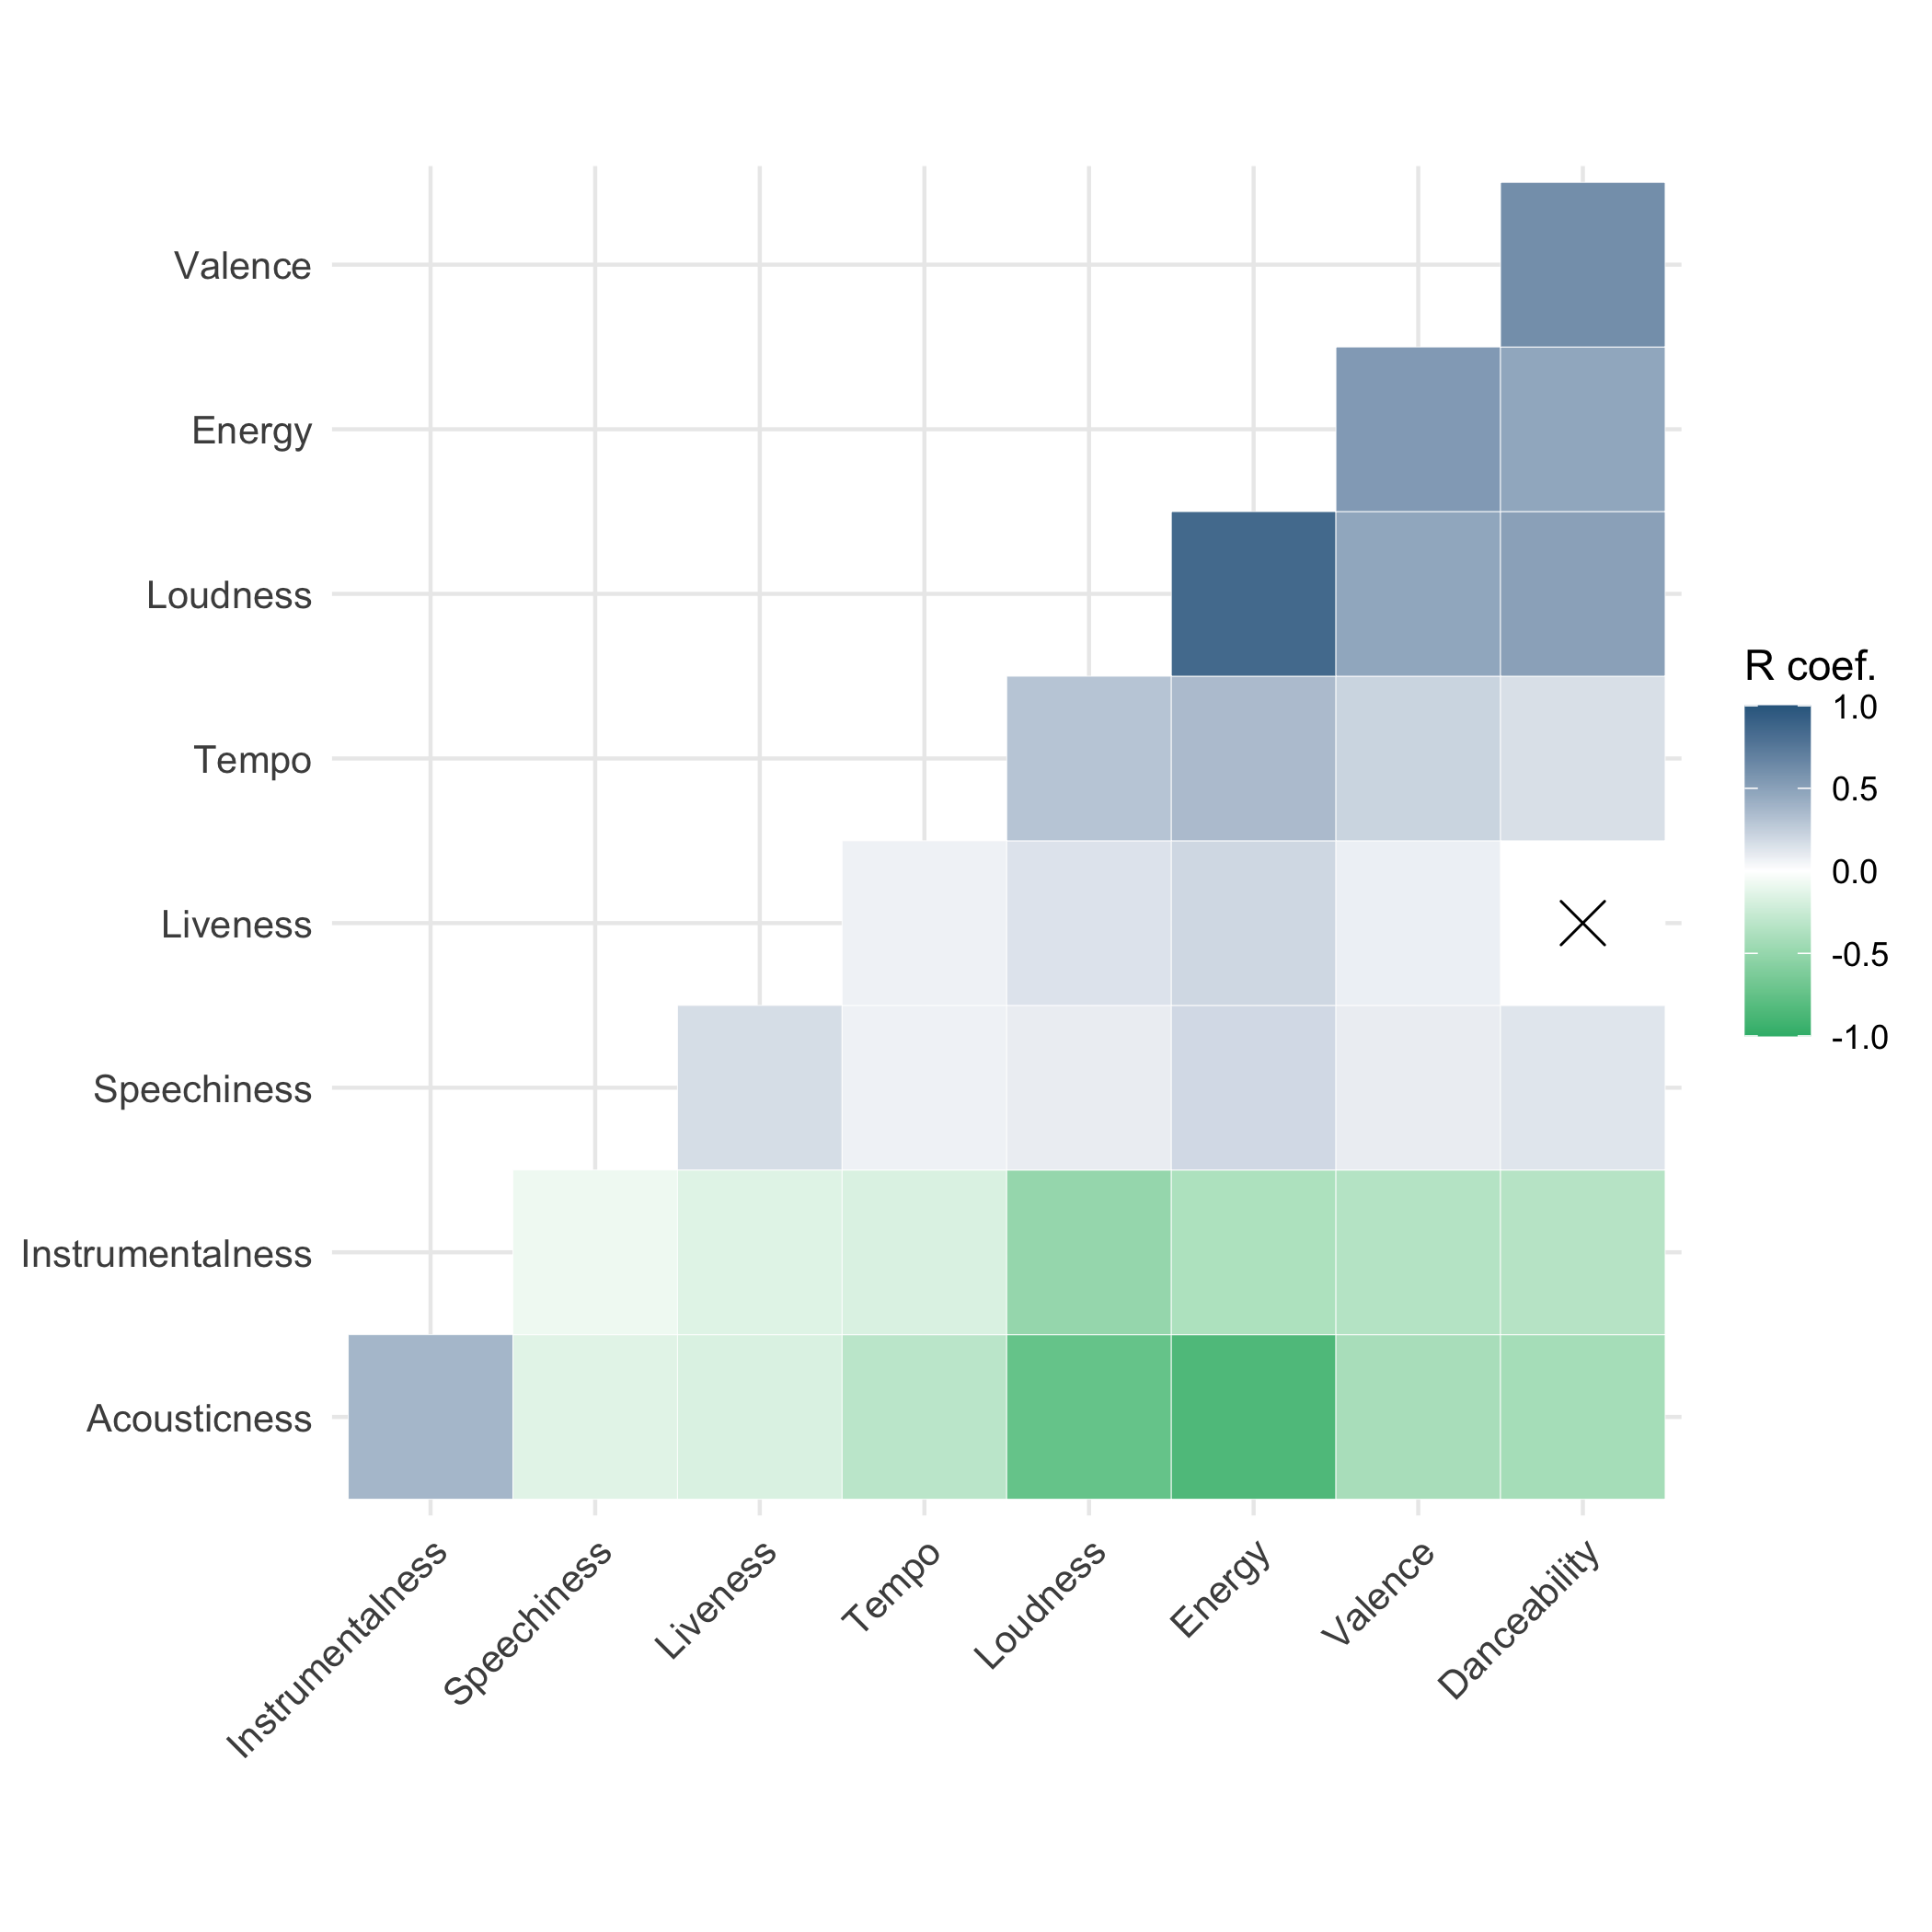 Valence
Energy
Loudness
Tempo
Liveness
Speechiness
Instrumentalness
Acousticness
Instrumentalness
Speechiness
Liveness
Tempo
Loudness
Energy
Valence
Danceability
R coef.
1.0
0.5
0.0
-0.5
-1.0